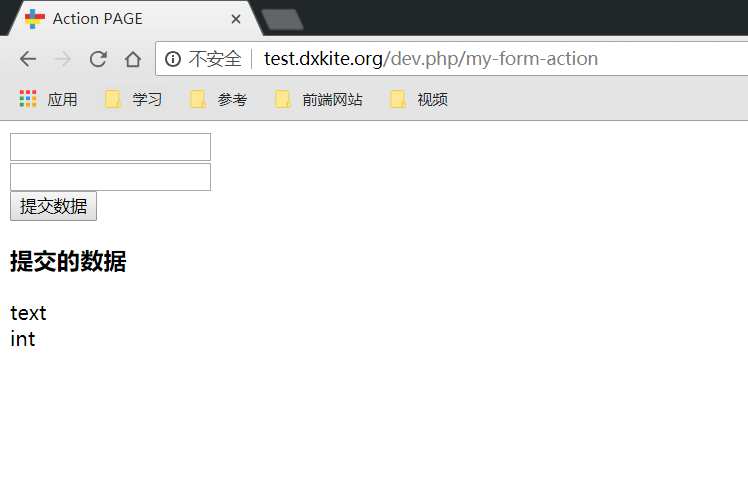 Action PAGE
不安全 test.dxkite.org/dev.php/my-form-action
应用 学习 参考 前端网站 视频
提交数据
提交的数据
text
int